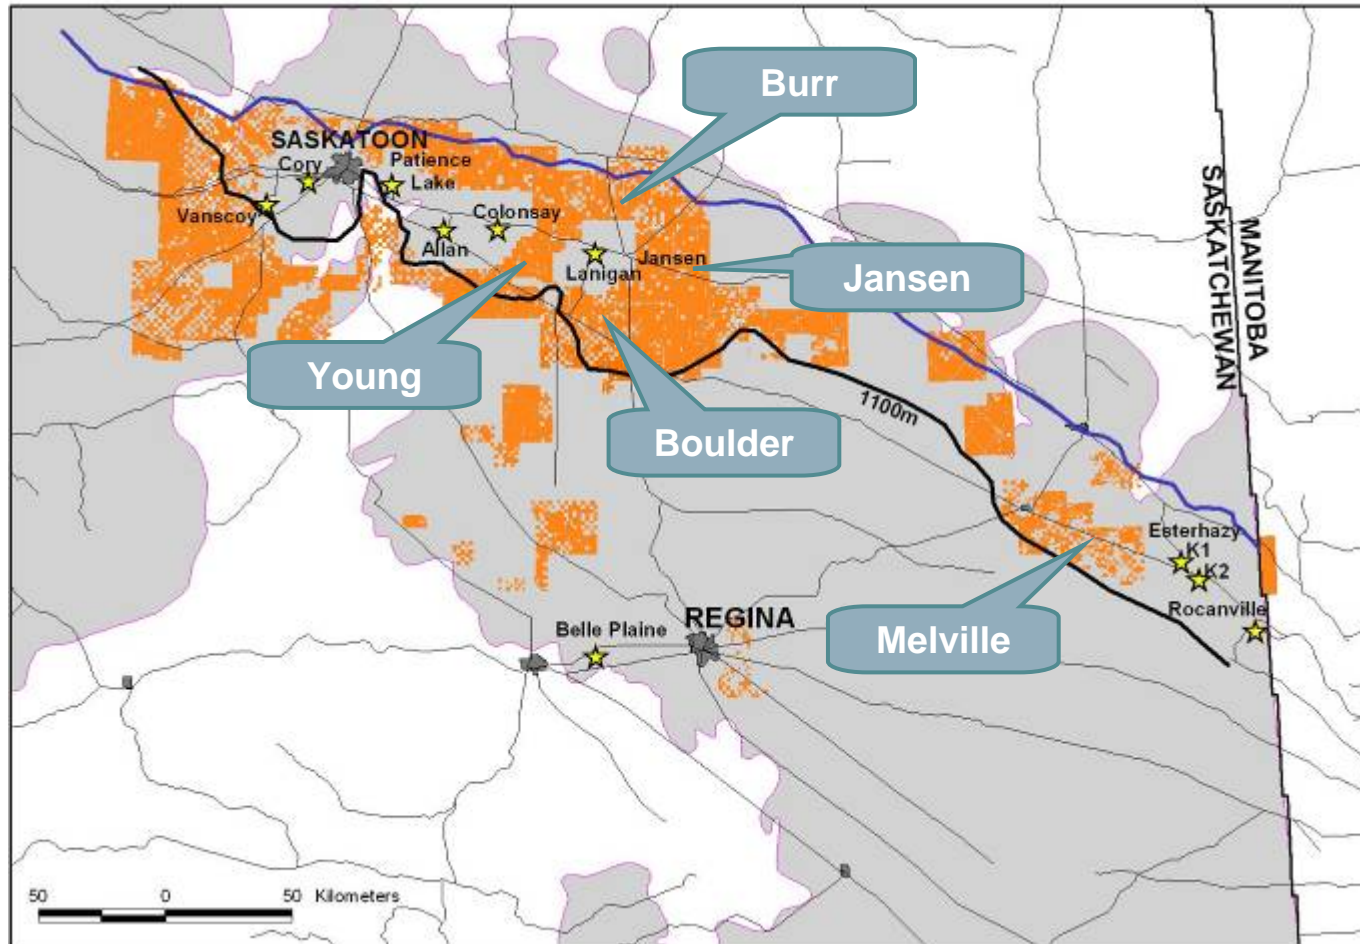 Burr
SASKATOON
Cory
Patience
Lake
Vanscoy
Colonsay
Allan
Lanigan
Jansen
Jansen
SASKATCHEWAN
MANITOBA
Young
Boulder
1100m
Esterhazy
K1
K2
Rocanville
REGINA
Belle Plaine
Melville
50 0 50 Kilometers